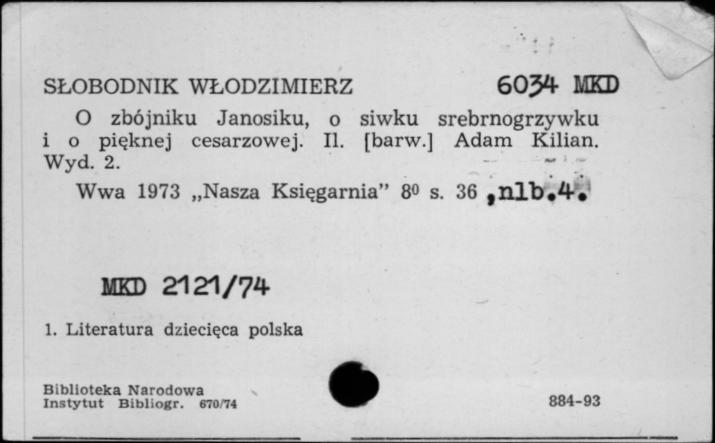 SŁOBODNIK WŁODZIMIERZ 6034 MKD
O zbójniku Janosiku, o siwku srebrnogrzywku
i o pięknej cesarzowej. Il. [barw.] Adam Kilian.
Wyd. 2.
Wwa 1973 „Nasza Księgarnia” 8⁰ s. 36 , nlb.4.
MKD 2121/74
1. Literatura dziecięca polska
Biblioteka Narodowa
Instytut Bibliogr. 670/74 884-93